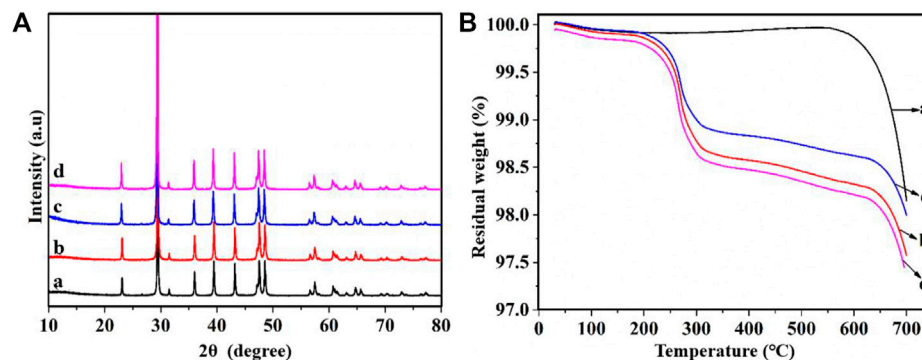 A
Intensity (a.u)
d
c
b
a
10 20 30 40 50 60 70 80
2θ (degree)
B
Residual weight (%)
100.0
99.5
99.0
98.5
98.0
97.5
97.0
0 100 200 300 400 500 600 700
Temperature (°C)